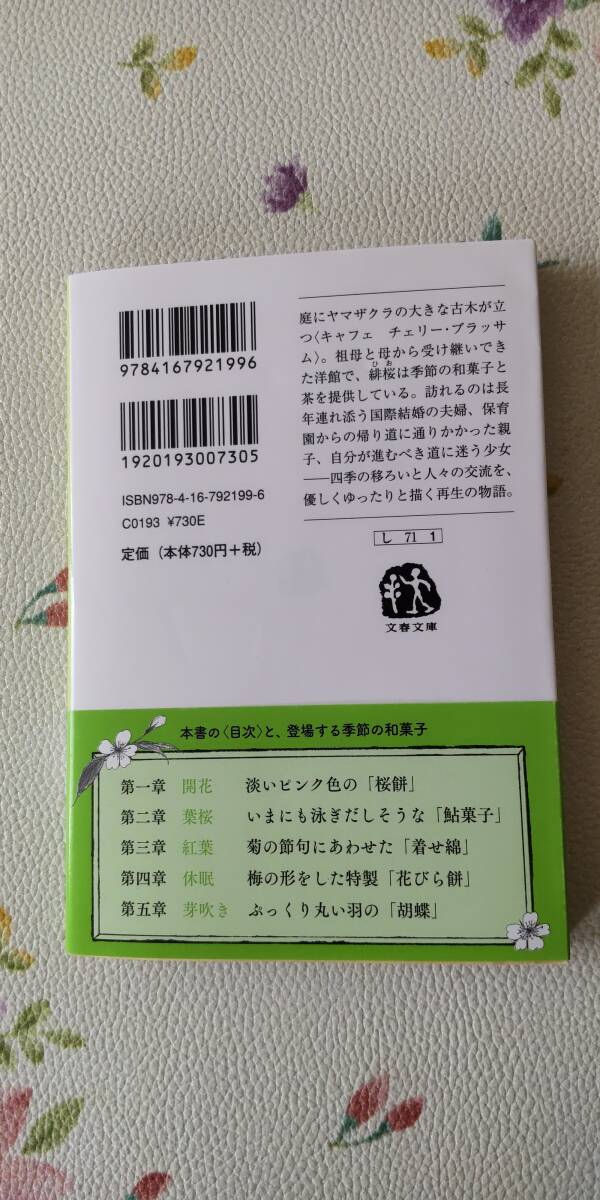 9784167921996
1920193007305
ISBN978-4-16-792199-6
C0193 ¥730E
定価（本体730円＋税）
庭にヤマザクラの大きな古木が立
つ〈キャフェ　チェリー・ブラッサ
ム〉。祖母と母から受け継いでき
た洋館で、緋桜は季節の和菓子と
ひお
茶を提供している。訪れるのは長
年連れ添う国際結婚の夫婦、保育
園からの帰り道に通りかかった親
子、自分が進むべき道に迷う少女
――四季の移ろいと人々の交流を、
優しくゆったりと描く再生の物語。
し 71 1
文春文庫
本書の〈目次〉と、登場する季節の和菓子
第一章 開花 淡いピンク色の「桜餅」
第二章 葉桜 いまにも泳ぎだしそうな「鮎菓子」
第三章 紅葉 菊の節句にあわせた「着せ綿」
第四章 休眠 梅の形をした特製「花びら餅」
第五章 芽吹き ぷっくり丸い羽の「胡蝶」